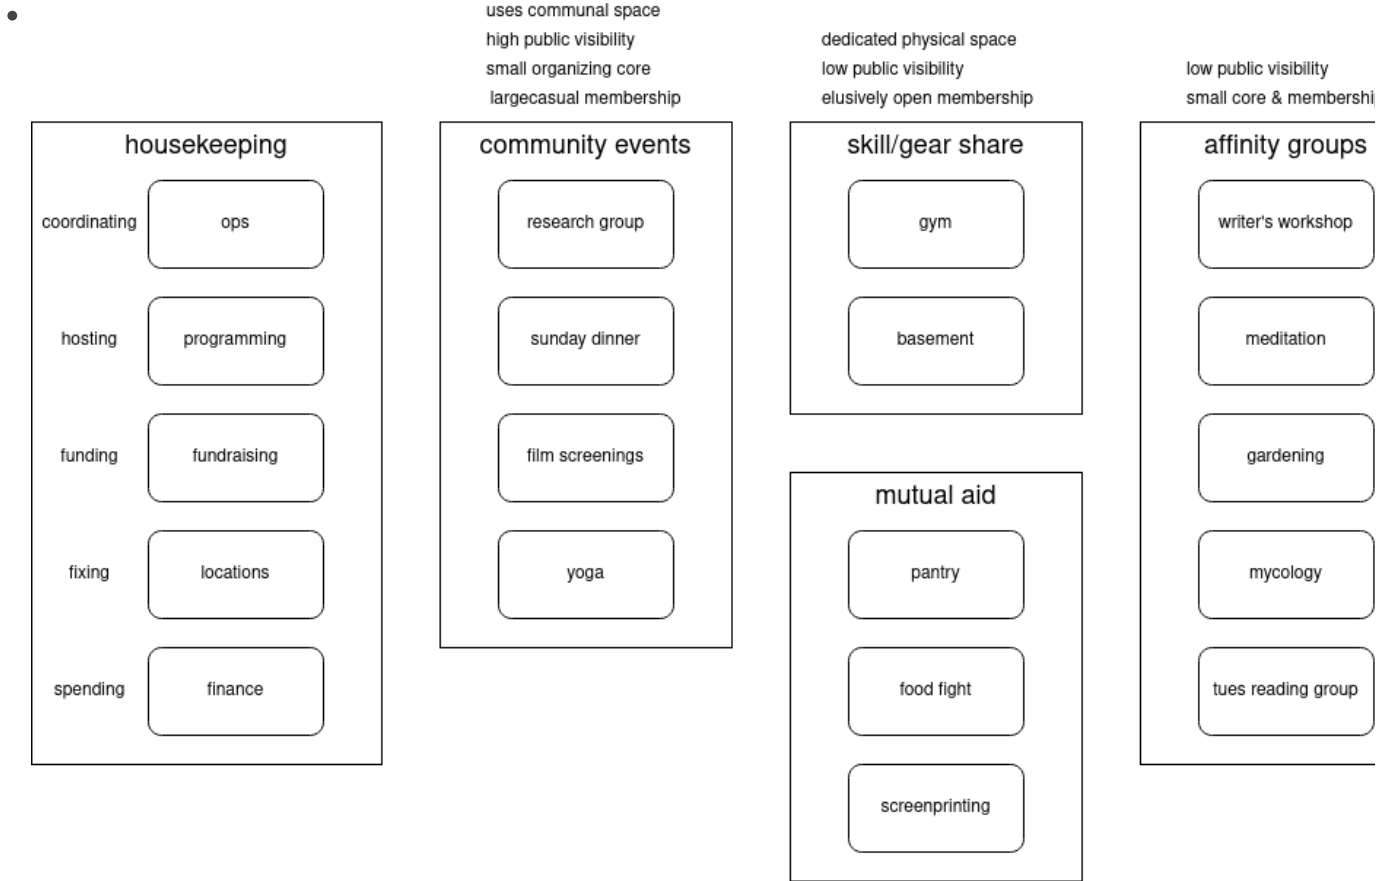 uses communal space
high public visibility
small organizing core
largecasual membership
dedicated physical space
low public visibility
elusively open membership
low public visibility
small core & membership
housekeeping
coordinating
ops
hosting
programming
funding
fundraising
fixing
locations
spending
finance
community events
research group
sunday dinner
film screenings
yoga
skill/gear share
gym
basement
mutual aid
pantry
food fight
screenprinting
affinity groups
writer's workshop
meditation
gardening
mycology
tues reading group